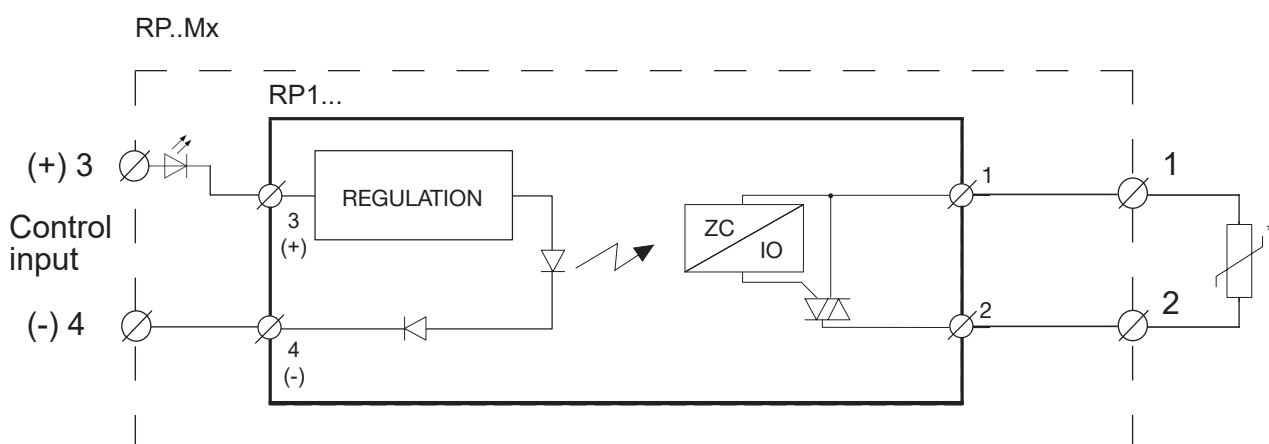 RP..Mx
RP1...
(+) 3
Control
input
(-) 4
3
(+)
REGULATION
4
(-)
ZC
IO
1
2
1
2
*